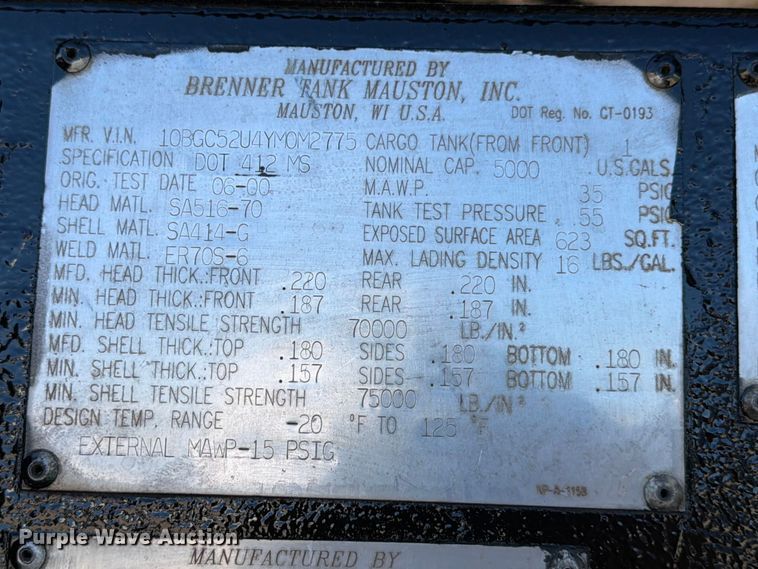 MANUFACTURED BY
BRENNER TANK MAUSTON, INC.
MAUSTON, WI U.S.A. DOT Reg. No. CT-0193
MFR. V.I.N. 10BGC52U4YM0M2775 CARGO TANK(FROM FRONT) 1
SPECIFICATION DOT 412 MS NOMINAL CAP. 5000 U.S.GALS.
ORIG. TEST DATE 06-00 M.A.W.P. 35 PSIG
HEAD MATL. SA516-70 TANK TEST PRESSURE 55 PSIG
SHELL MATL. SA414-G EXPOSED SURFACE AREA 623 SQ.FT.
WELD MATL. ER70S-6 MAX. LADING DENSITY 16 LBS./GAL.
MFD. HEAD THICK.:FRONT .220 REAR .220 IN.
MIN. HEAD THICK.:FRONT .187 REAR .187 IN.
MIN. HEAD TENSILE STRENGTH 70000 LB./IN.²
MFD. SHELL THICK.:TOP .180 SIDES .180 BOTTOM .180 IN.
MIN. SHELL THICK.:TOP .157 SIDES .157 BOTTOM .157 IN.
MIN. SHELL TENSILE STRENGTH 75000 LB./IN.²
DESIGN TEMP. RANGE -20 °F TO 125 °F
EXTERNAL MAWP-15 PSIG
NP-A-115B
Purple Wave Auction
MANUFACTURED BY